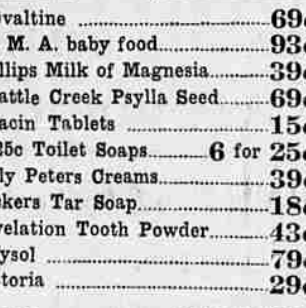 valtine 69c
M. A. baby food 93c
llips Milk of Magnesia 39c
attle Creek Psylla Seed 69c
acin Tablets 15c
25c Toilet Soaps 6 for 25c
ly Peters Creams 39c
kers Tar Soap 18c
velation Tooth Powder 43c
ysol 79c
toria 29c